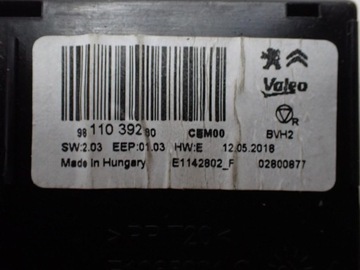 Valeo
98 110 392 80 CEM00 R BVH2
SW:2.03 EEP:01.03 HW:E 12.05.2018
Made In Hungary E1142802_F 02800877